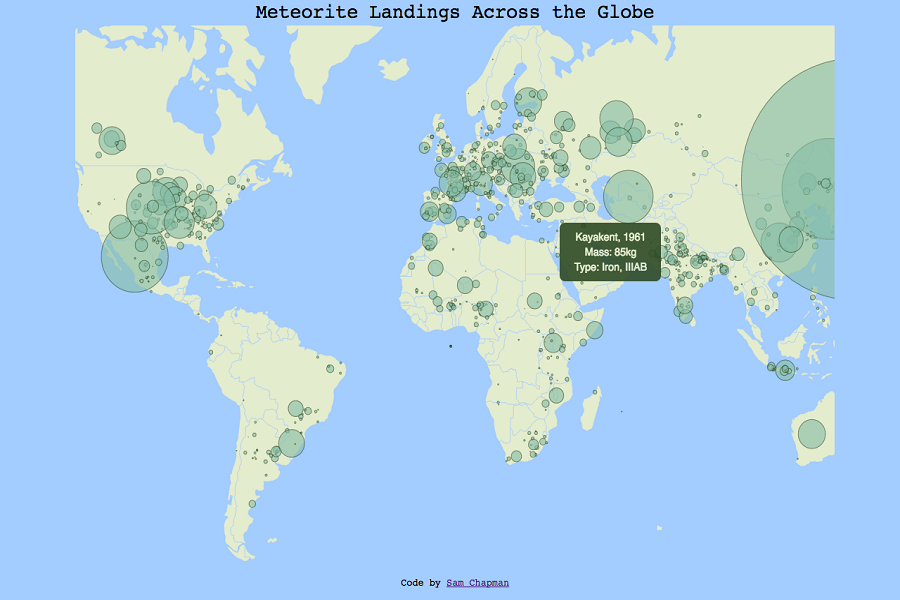 Meteorite Landings Across the Globe
Kayakent, 1961
Mass: 85kg
Type: Iron, IIIAB
Code by Sam Chapman